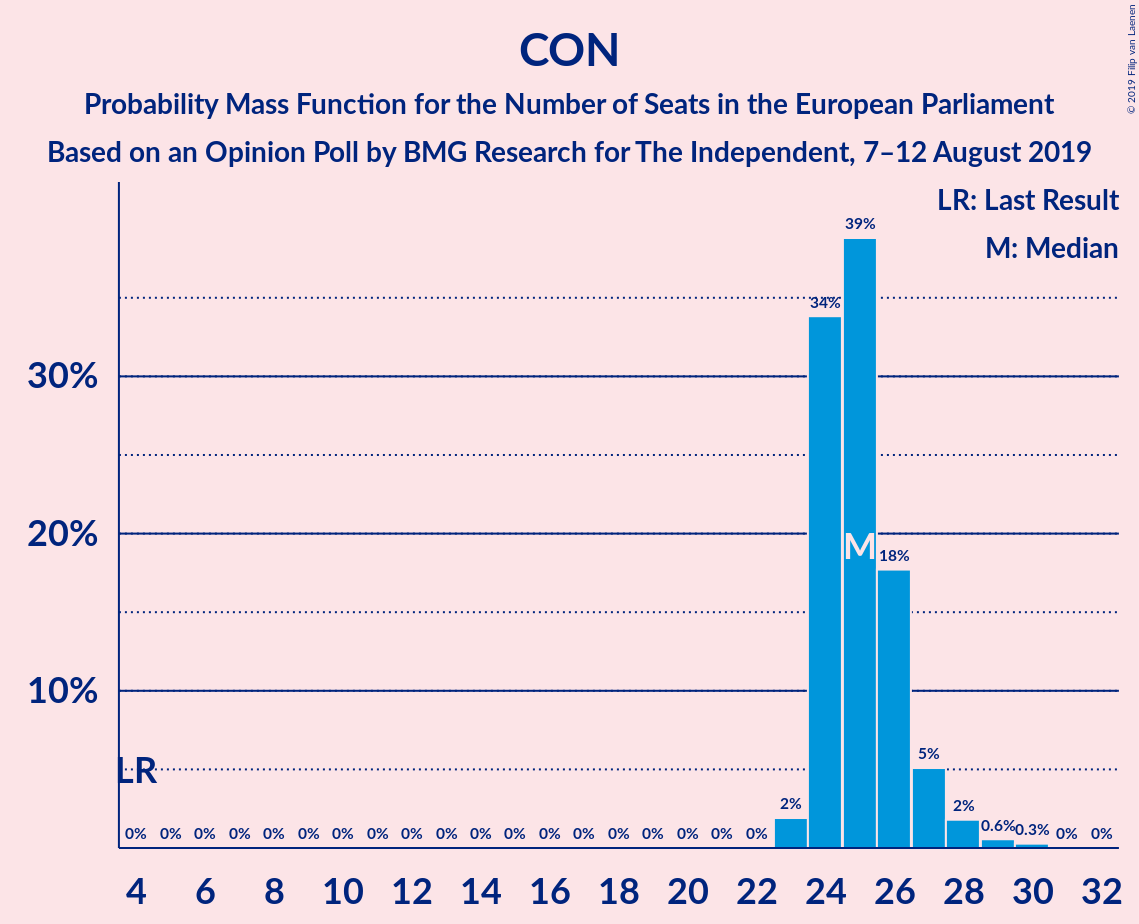 CON
Probability Mass Function for the Number of Seats in the European Parliament
Based on an Opinion Poll by BMG Research for The Independent, 7–12 August 2019
© 2019 Filip van Laenen
LR: Last Result
M: Median
39%
34%
30%
20%
M
18%
10%
LR
5%
2%
2%
0.6%
0.3%
0% 0% 0% 0% 0% 0% 0% 0% 0% 0% 0% 0% 0% 0% 0% 0% 0% 0% 0% 0% 0%
4 6 8 10 12 14 16 18 20 22 24 26 28 30 32